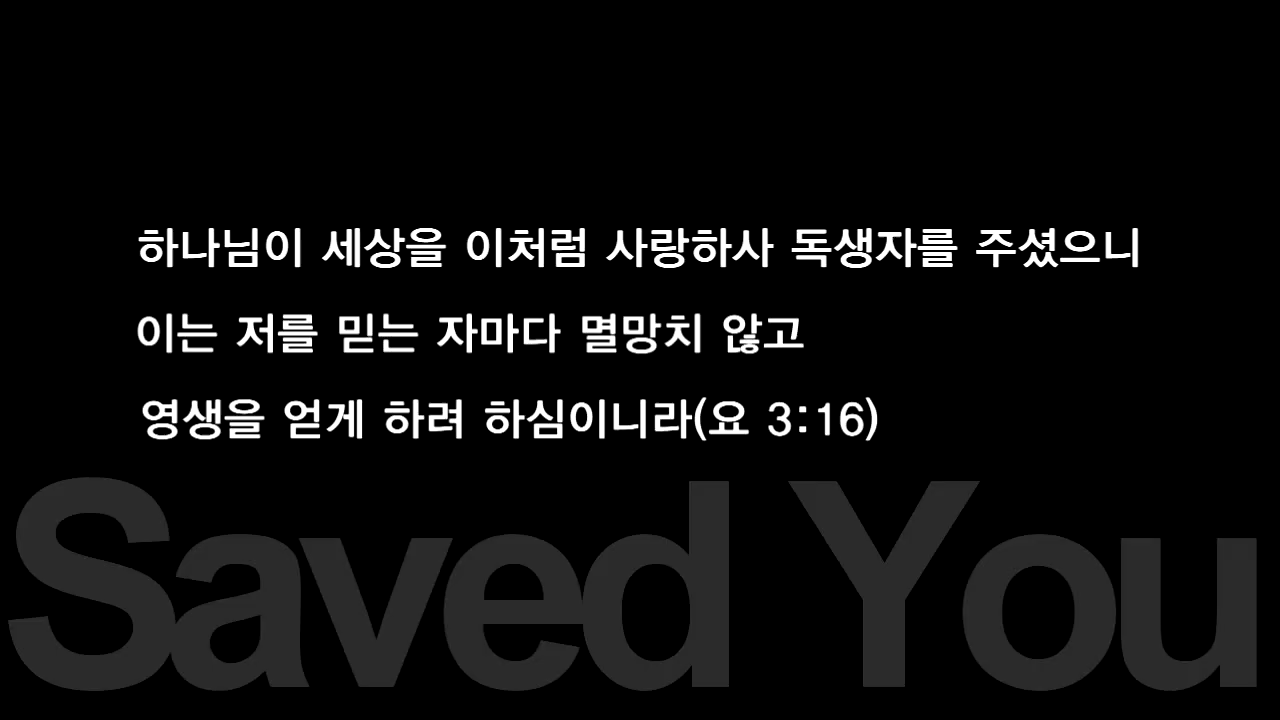 하나님이 세상을 이처럼 사랑하사 독생자를 주셨으니
이는 저를 믿는 자마다 멸망치 않고
영생을 얻게 하려 하심이니라(요 3:16)
Saved You